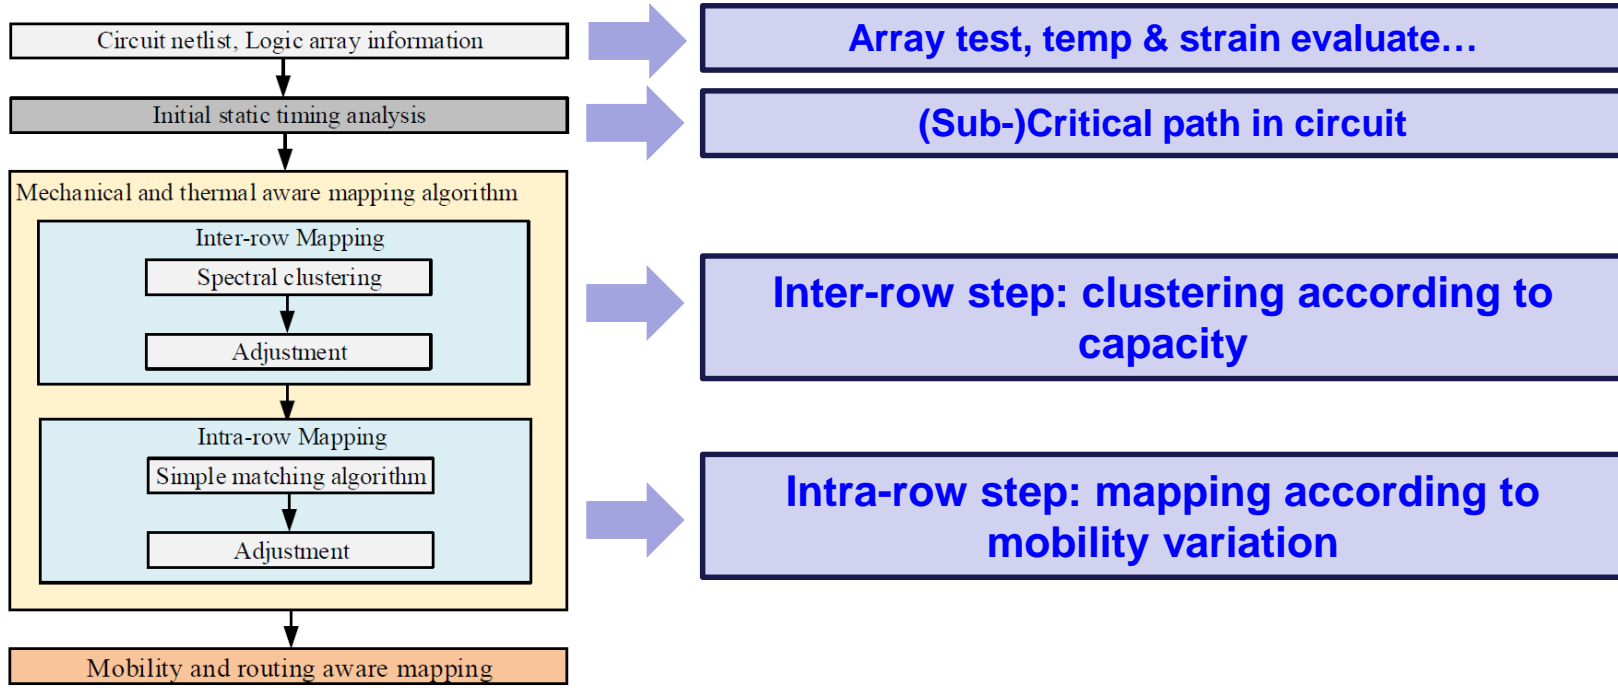 Circuit netlist, Logic array information
Array test, temp & strain evaluate…
Initial static timing analysis
(Sub-)Critical path in circuit
Mechanical and thermal aware mapping algorithm
Inter-row Mapping
Spectral clustering
Adjustment
Inter-row step: clustering according to
capacity
Intra-row Mapping
Simple matching algorithm
Adjustment
Intra-row step: mapping according to
mobility variation
Mobility and routing aware mapping